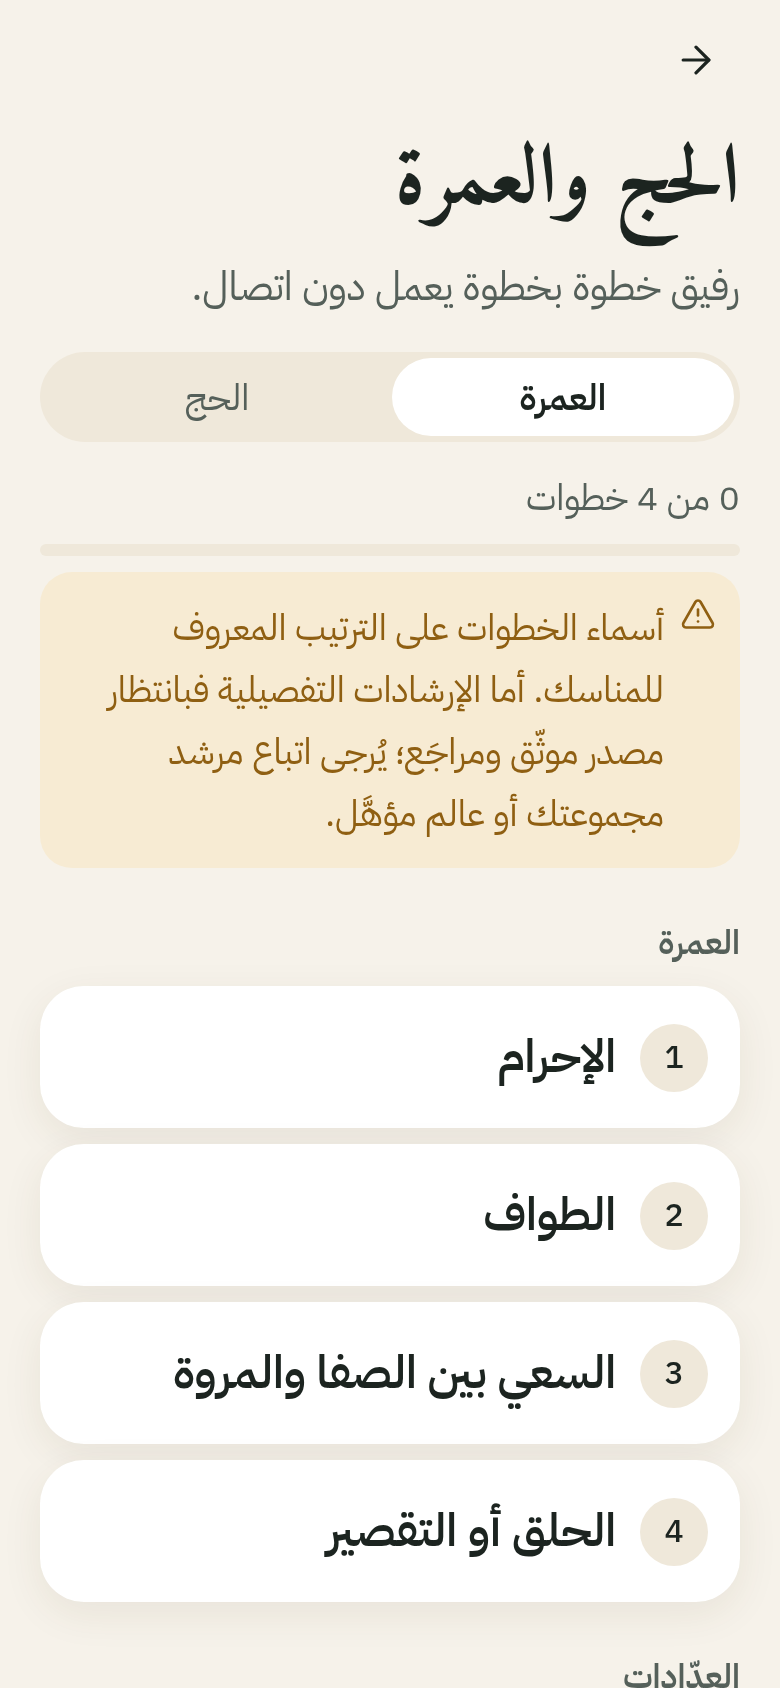 الحج والعمرة
رفيق خطوة بخطوة يعمل دون اتصال.
العمرة
الحج
0 من 4 خطوات
أسماء الخطوات على الترتيب المعروف
للمناسك. أما الإرشادات التفصيلية فبانتظار
مصدر موثّق ومراجَع؛ يُرجى اتباع مرشد
مجموعتك أو عالم مؤهَّل.
العمرة
1 الإحرام
2 الطواف
3 السعي بين الصفا والمروة
4 الحلق أو التقصير
العدّادات